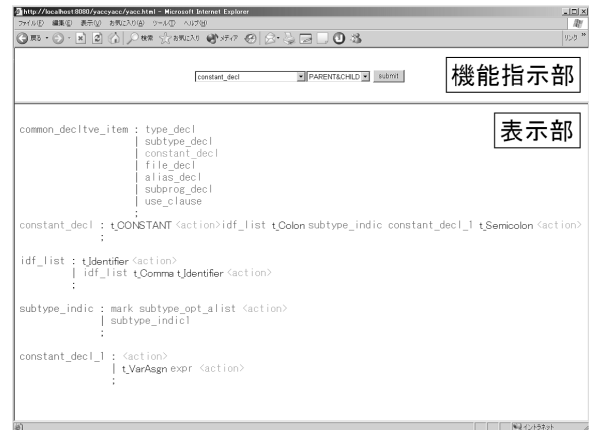 http://localhost:8080/yaccyacc/yacc.html - Microsoft Internet Explorer
ファイル(F) 編集(E) 表示(V) お気に入り(A) ツール(T) ヘルプ(H)
戻る 検索 お気に入り メディア リンク »
constant_decl PARENT&CHILD submit
機能指示部
表示部
common_decltve_item : type_decl
| subtype_decl
| constant_decl
| file_decl
| alias_decl
| subprog_decl
| use_clause
;
constant_decl : t_CONSTANT <action>idf_list t_Colon subtype_indic constant_decl_1 t_Semicolon <action>
;
idf_list : t_Identifier <action>
| idf_list t_Comma t_Identifier <action>
;
subtype_indic : mark subtype_opt_alist <action>
| subtype_indic1
;
constant_decl_1 : <action>
| t_VarAsgn expr <action>
;
イントラネット